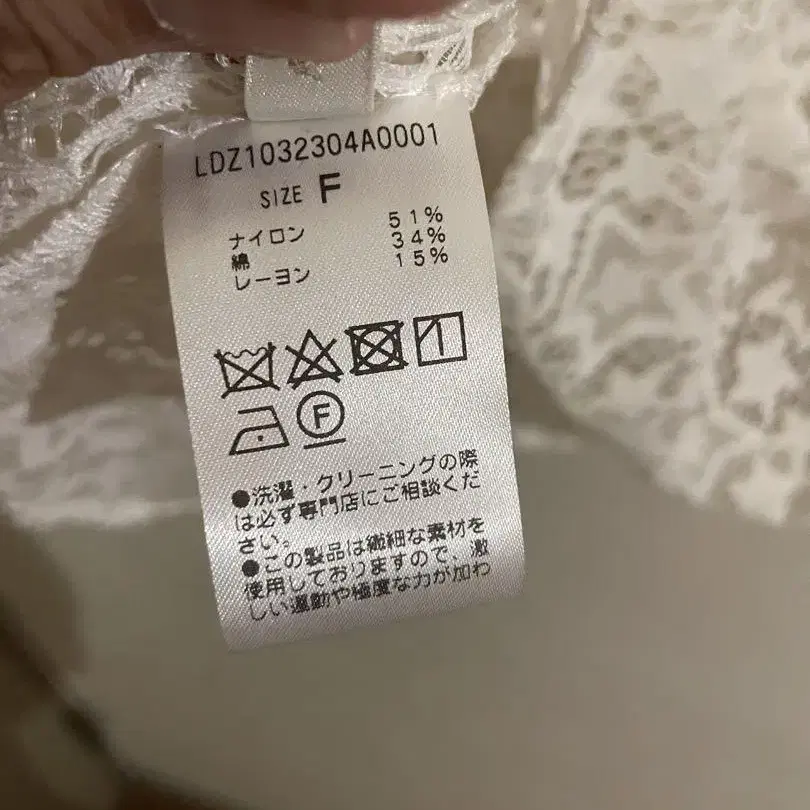 LDZ1032304A0001
SIZE F
ナイロン 51%
綿 34%
レーヨン 15%
F
●洗濯・クリーニングの際
は必ず専門店にご相談くだ
さい。
●この製品は繊細な素材を
使用しておりますので、激
しい運動や極度な力が加わ